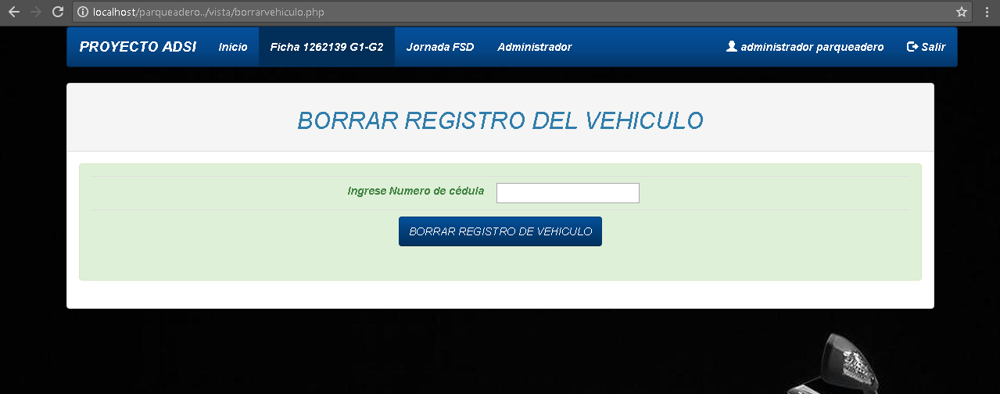 localhost/parqueadero../vista/borrarvehiculo.php
PROYECTO ADSI Inicio Ficha 1262139 G1-G2 Jornada FSD Administrador administrador parqueadero Salir
BORRAR REGISTRO DEL VEHICULO
Ingrese Numero de cédula
BORRAR REGISTRO DE VEHICULO